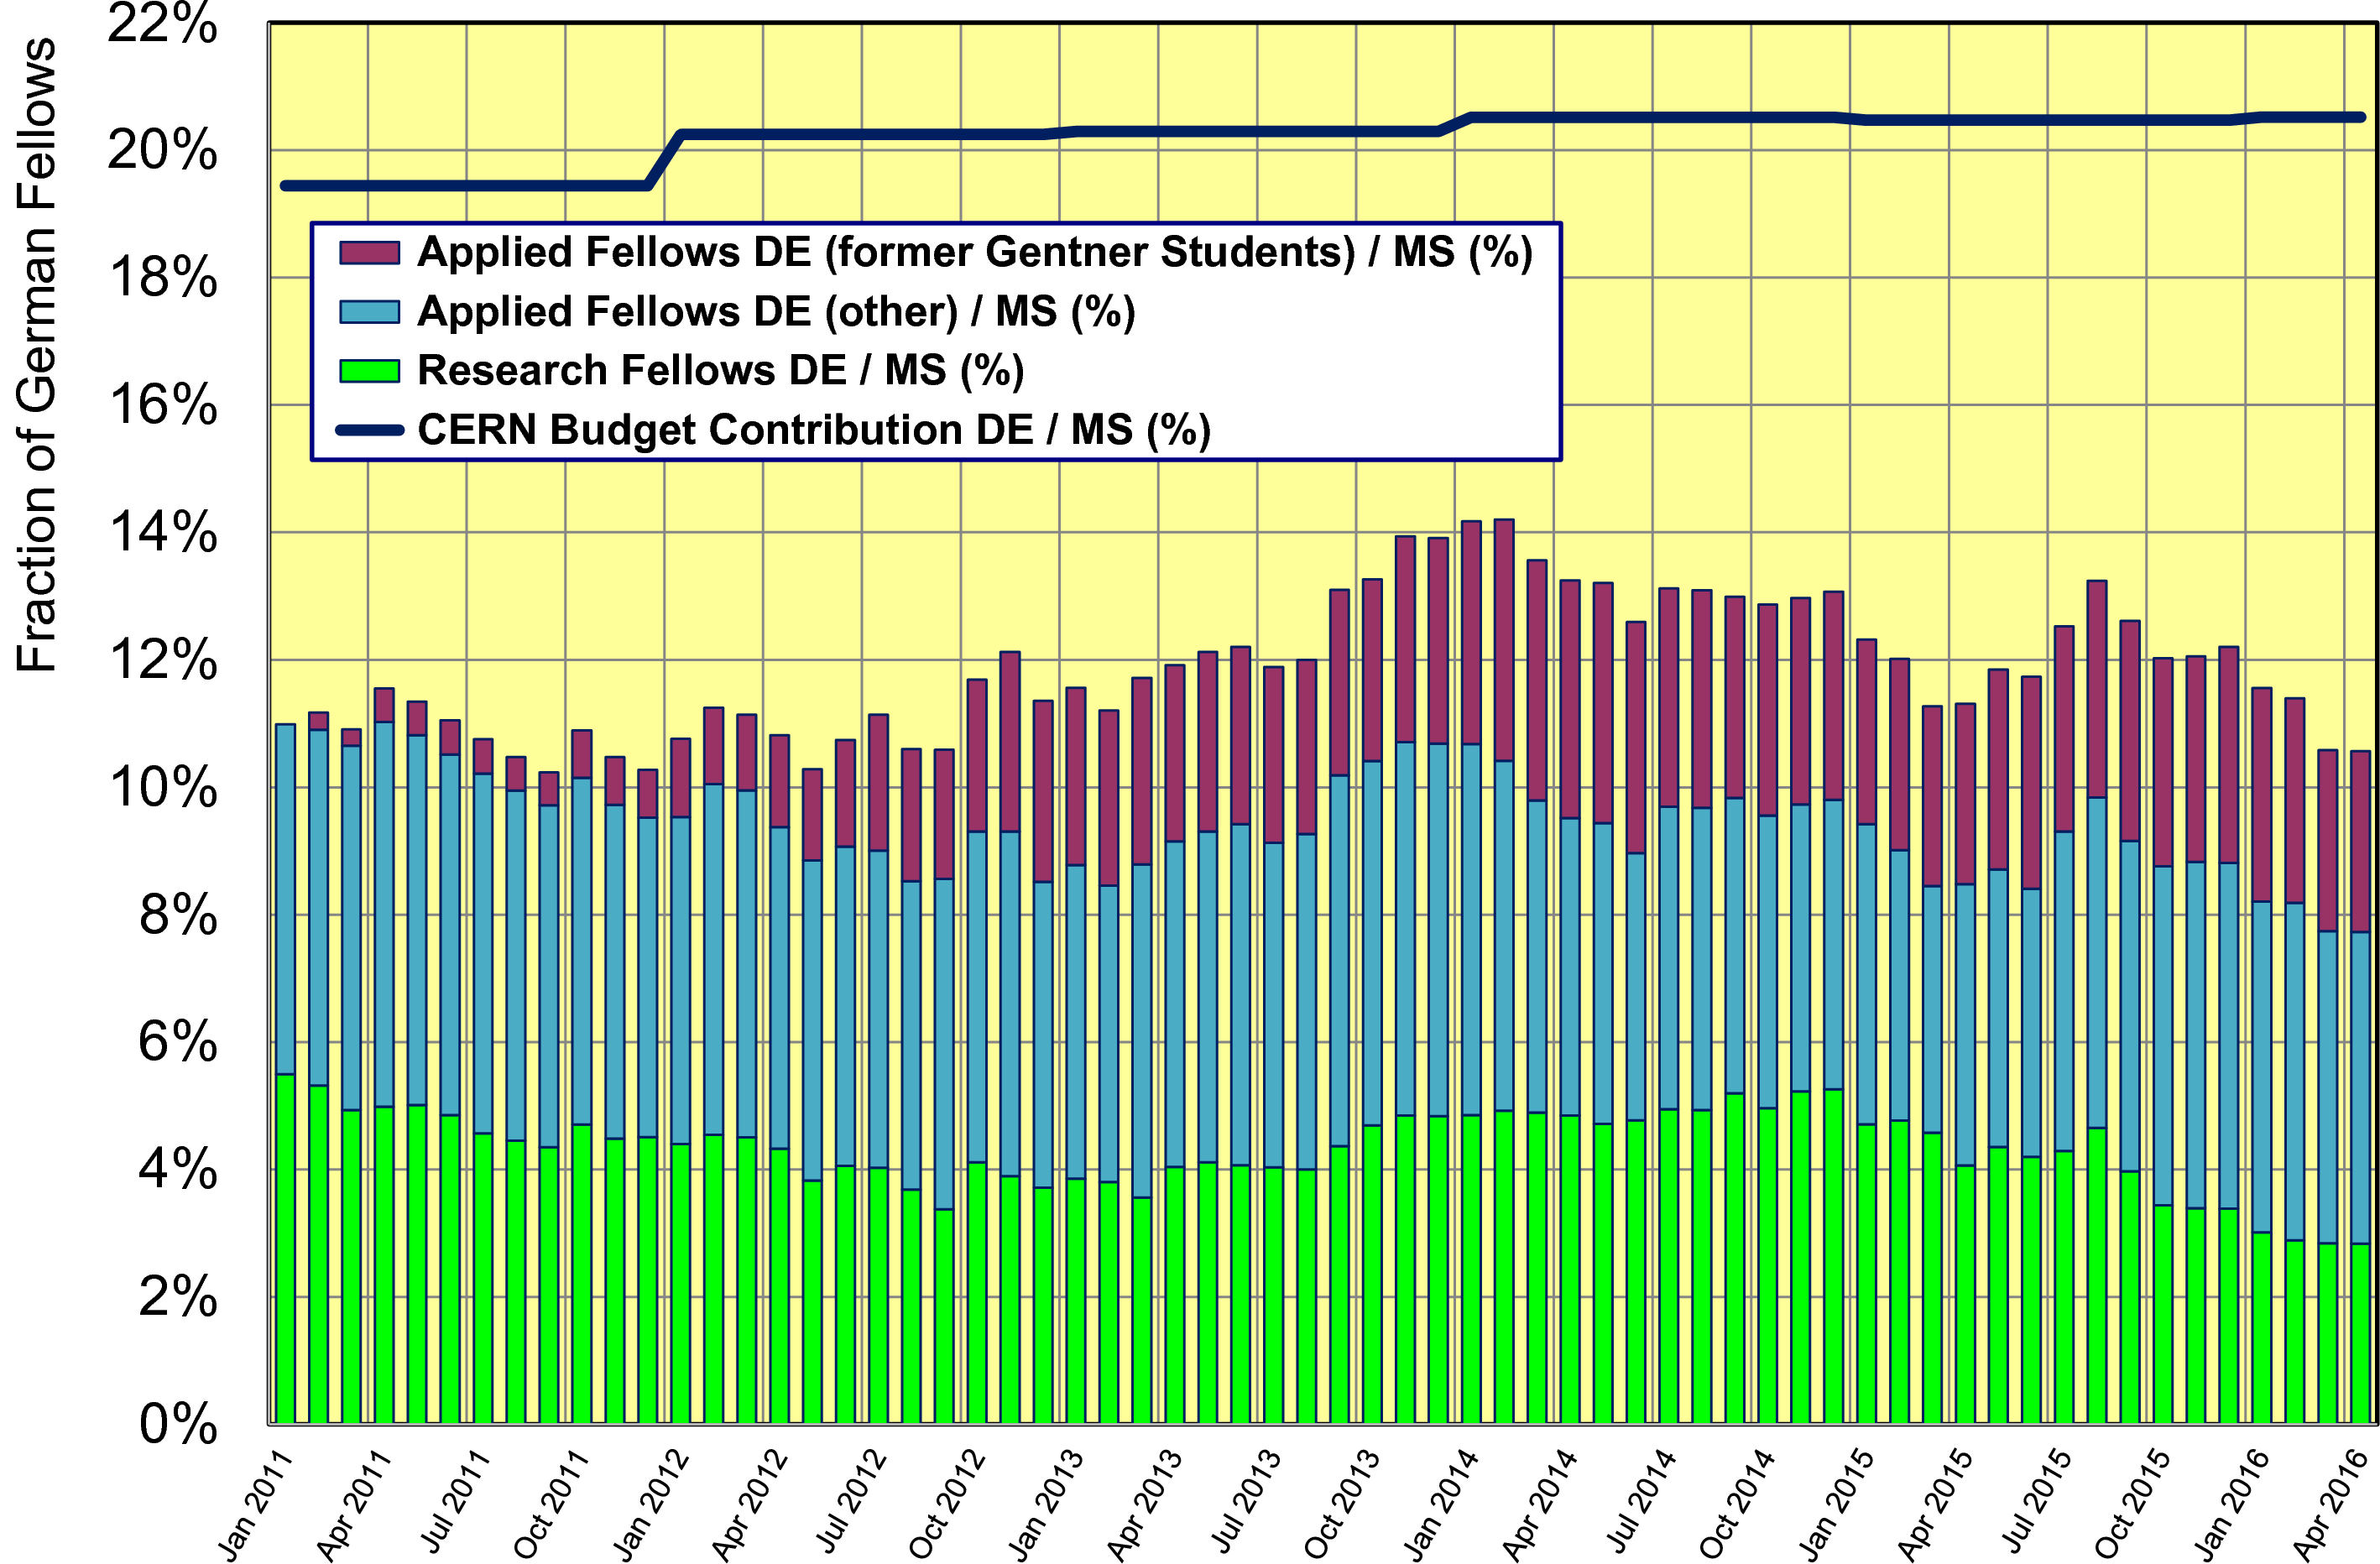 Fraction of German Fellows
22%
20%
18%
16%
14%
12%
10%
8%
6%
4%
2%
0%
Applied Fellows DE (former Gentner Students) / MS (%)
Applied Fellows DE (other) / MS (%)
Research Fellows DE / MS (%)
CERN Budget Contribution DE / MS (%)
Jan 2011
Apr 2011
Jul 2011
Oct 2011
Jan 2012
Apr 2012
Jul 2012
Oct 2012
Jan 2013
Apr 2013
Jul 2013
Oct 2013
Jan 2014
Apr 2014
Jul 2014
Oct 2014
Jan 2015
Apr 2015
Jul 2015
Oct 2015
Jan 2016
Apr 2016